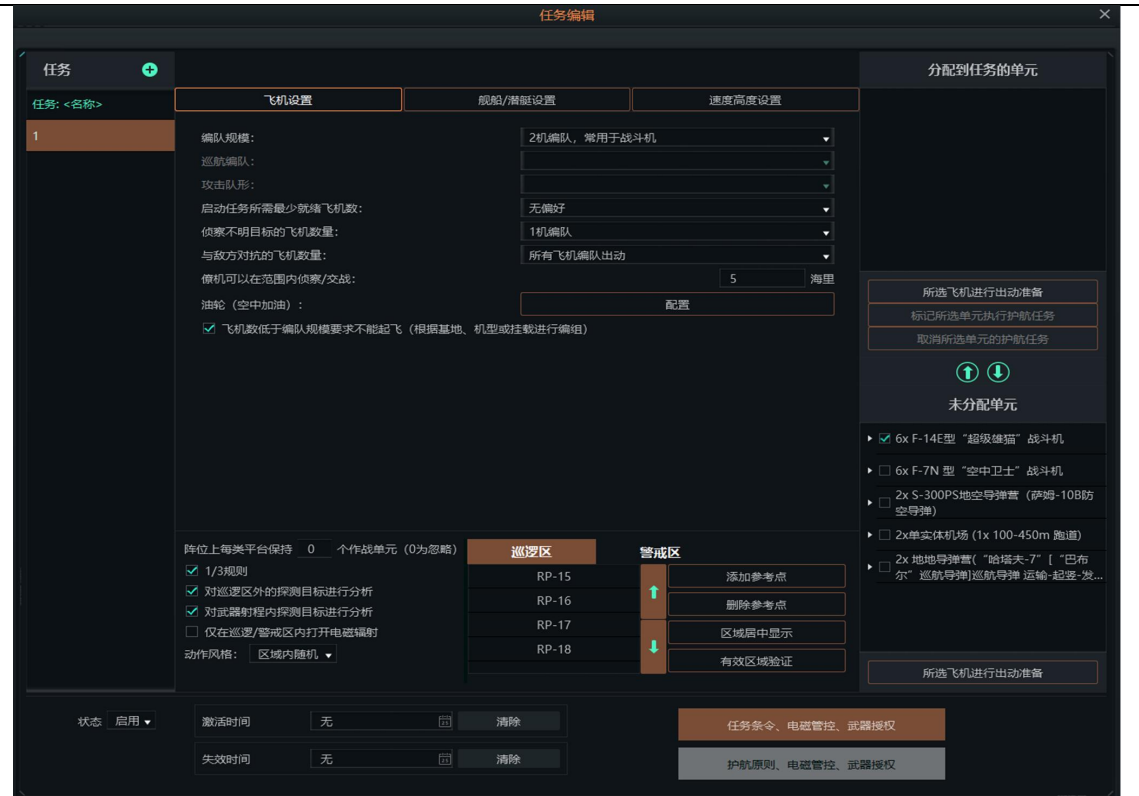 任务编辑
任务
分配到任务的单元
任务: <名称>
飞机设置
舰船/潜艇设置
速度高度设置
1
编队规模:
2机编队，常用于战斗机
巡航编队:
攻击队形:
启动任务所需最少就绪飞机数:
无偏好
侦察不明目标的飞机数量:
1机编队
与敌方对抗的飞机数量:
所有飞机编队出动
僚机可以在范围内侦察/交战:
5 海里
油轮（空中加油）:
配置
飞机数低于编队规模要求不能起飞（根据基地、机型或挂载进行编组）
所选飞机进行出动准备
标记所选单元执行护航任务
取消所选单元的护航任务
未分配单元
6x F-14E型“超级雄猫”战斗机
6x F-7N 型“空中卫士”战斗机
2x S-300PS地空导弹营（萨姆-10B防
空导弹)
2x单实体机场 (1x 100-450m 跑道)
2x 地地导弹营(“哈塔夫-7”[“巴布
尔”巡航导弹]巡航导弹 运输-起竖-发...
所选飞机进行出动准备
阵位上每类平台保持 0 个作战单元（0为忽略）
1/3规则
对巡逻区外的探测目标进行分析
对武器射程内探测目标进行分析
仅在巡逻/警戒区内打开电磁辐射
动作风格: 区域内随机
巡逻区
警戒区
RP-15
RP-16
RP-17
RP-18
添加参考点
删除参考点
区域居中显示
有效区域验证
状态 启用
激活时间 无 清除
失效时间 无 清除
任务条令、电磁管控、武器授权
护航原则、电磁管控、武器授权